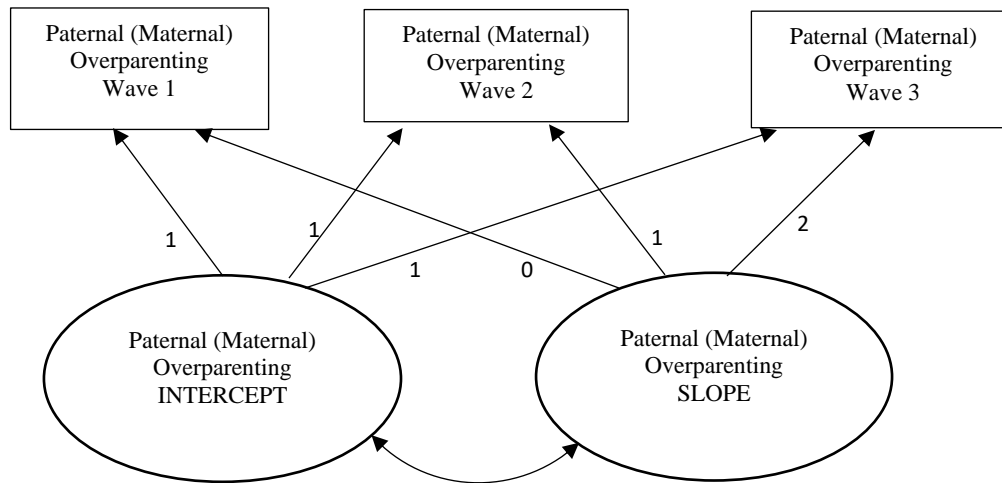 Paternal (Maternal)
Overparenting
Wave 1
Paternal (Maternal)
Overparenting
Wave 2
Paternal (Maternal)
Overparenting
Wave 3
1
1
1
0
1
2
Paternal (Maternal)
Overparenting
INTERCEPT
Paternal (Maternal)
Overparenting
SLOPE